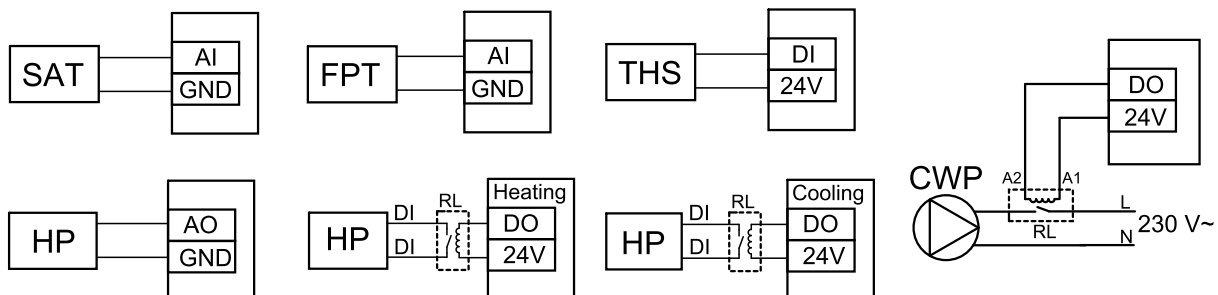 SAT
AI
GND
FPT
AI
GND
THS
DI
24V
DO
24V
CWP
A2
A1
RL
L
N
230 V~
HP
AO
GND
HP
DI
DI
RL
Heating
DO
24V
HP
DI
DI
RL
Cooling
DO
24V